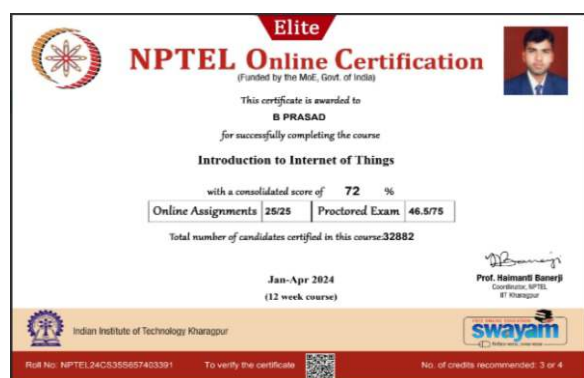 Elite
NPTEL Online Certification
(Funded by the MoE, Govt. of India)
This certificate is awarded to
B PRASAD
for successfully completing the course
Introduction to Internet of Things
with a consolidated score of 72 %
Online Assignments 25/25 Proctored Exam 46.5/75
Total number of candidates certified in this course:32882
Jan-Apr 2024
(12 week course)
Prof. Haimanti Banerji
Coordinator, NPTEL
IIT Kharagpur
Indian Institute of Technology Kharagpur
swayam
Roll No: NPTEL24CS35S657403391 To verify the certificate No. of credits recommended: 3 or 4